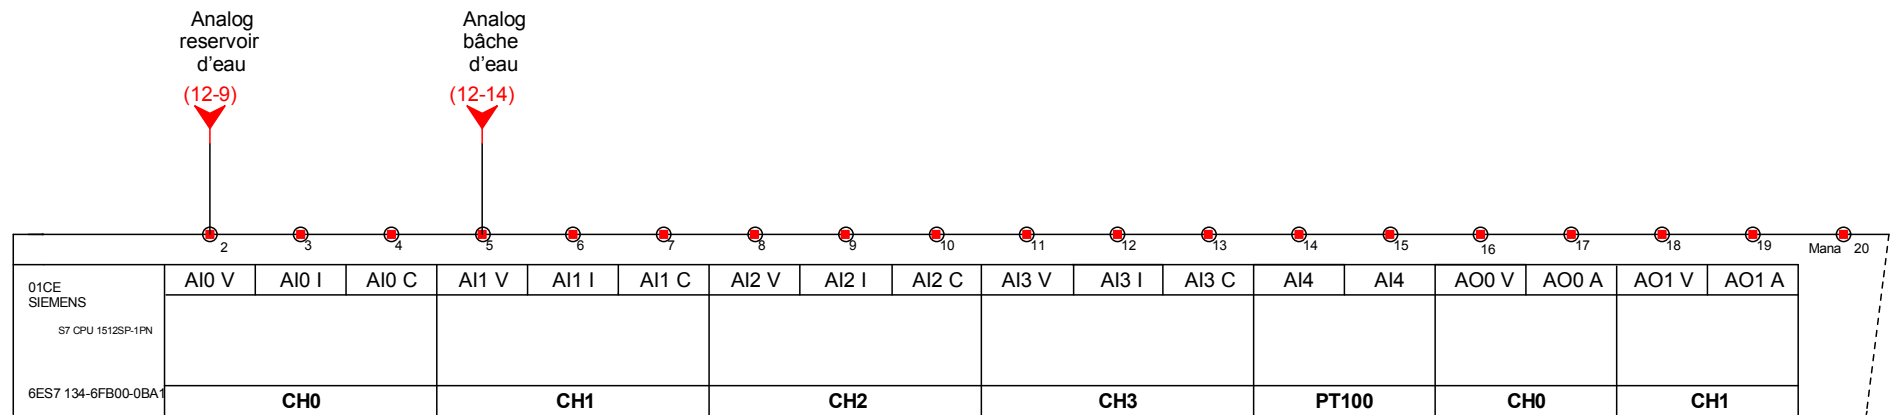 Analog
reservoir
d'eau
(12-9)
Analog
bâche
d'eau
(12-14)
2 3 4 5 6 7 8 9 10 11 12 13 14 15 16 17 18 19 Mana 20
01CE
SIEMENS
S7 CPU 1512SP-1PN
6ES7 134-6FB00-0BA1
AI0 V AI0 I AI0 C AI1 V AI1 I AI1 C AI2 V AI2 I AI2 C AI3 V AI3 I AI3 C AI4 AI4 AO0 V AO0 A AO1 V AO1 A
CH0 CH1 CH2 CH3 PT100 CH0 CH1